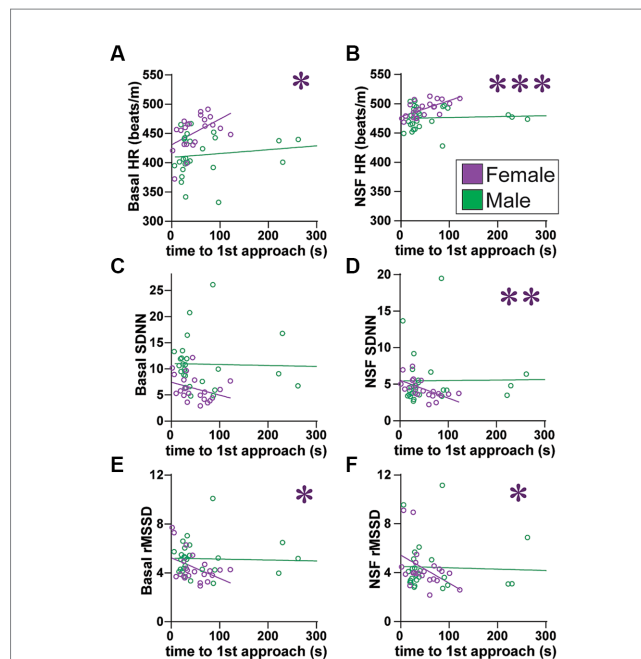 A
Basal HR (beats/m)
550
500
450
400
350
300
0 100 200 300
time to 1st approach (s)
*
B
NSF HR (beats/m)
550
500
450
400
350
300
0 100 200 300
time to 1st approach (s)
***
Female
Male
C
Basal SDNN
25
20
15
10
5
0
0 100 200 300
time to 1st approach (s)
D
NSF SDNN
20
15
10
5
0
0 100 200 300
time to 1st approach (s)
**
E
Basal rMSSD
12
8
4
0
0 100 200 300
time to 1st approach (s)
*
F
NSF rMSSD
12
8
4
0
0 100 200 300
time to 1st approach (s)
*